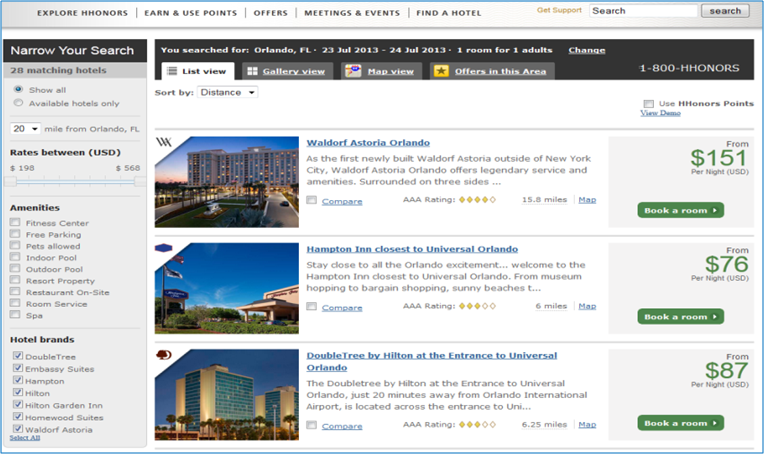 EXPLORE HHONORS | EARN & USE POINTS | OFFERS | MEETINGS & EVENTS | FIND A HOTEL
Get Support
Search
search
Narrow Your Search
28 matching hotels
Show all
Available hotels only
20 mile from Orlando, FL
Rates between (USD)
$ 198 $ 568
Amenities
Fitness Center
Free Parking
Pets allowed
Indoor Pool
Outdoor Pool
Resort Property
Restaurant On-Site
Room Service
Spa
Hotel brands
DoubleTree
Embassy Suites
Hampton
Hilton
Hilton Garden Inn
Homewood Suites
Waldorf Astoria
Select All
You searched for: Orlando, FL · 23 Jul 2013 - 24 Jul 2013 · 1 room for 1 adults Change
List view
Gallery view
Map view
Offers in this Area
1-800-HHONORS
Sort by: Distance
Use HHonors Points
View Demo
Waldorf Astoria Orlando
As the first newly built Waldorf Astoria outside of New York
City, Waldorf Astoria Orlando offers legendary service and
amenities. Surrounded on three sides ...
Compare AAA Rating: 15.8 miles Map
From
$151
Per Night (USD)
Book a room
Hampton Inn closest to Universal Orlando
Stay close to all the Orlando excitement... welcome to the
Hampton Inn closest to Universal Orlando. From museum
hopping to bargain shopping, sunny beaches t...
Compare AAA Rating: 6 miles Map
From
$76
Per Night (USD)
Book a room
DoubleTree by Hilton at the Entrance to Universal
Orlando
The Doubletree by Hilton at the Entrance to Universal
Orlando, just 20 minutes away from Orlando International
Airport, is located across the entrance to Uni...
Compare AAA Rating: 6.25 miles Map
From
$87
Per Night (USD)
Book a room